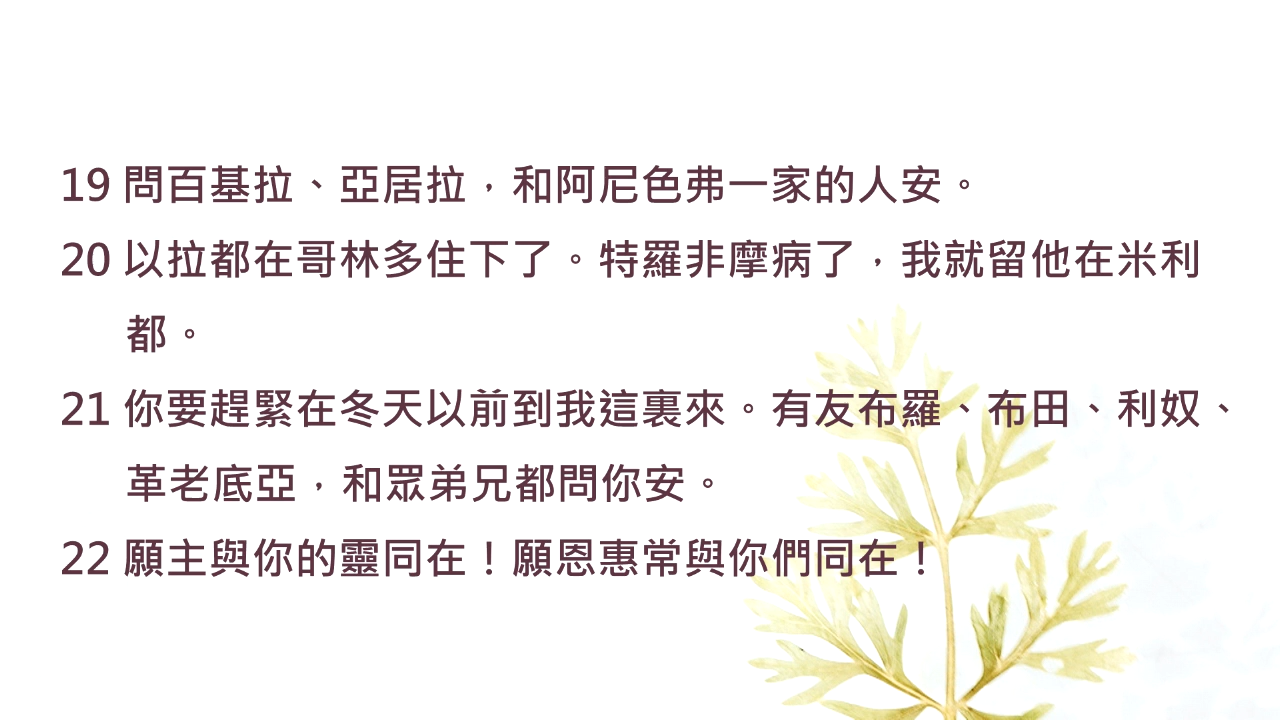 19 問百基拉、亞居拉，和阿尼色弗一家的人安。
20 以拉都在哥林多住下了。特羅非摩病了，我就留他在米利
都。
21 你要趕緊在冬天以前到我這裏來。有友布羅、布田、利奴、
革老底亞，和眾弟兄都問你安。
22 願主與你的靈同在！願恩惠常與你們同在！